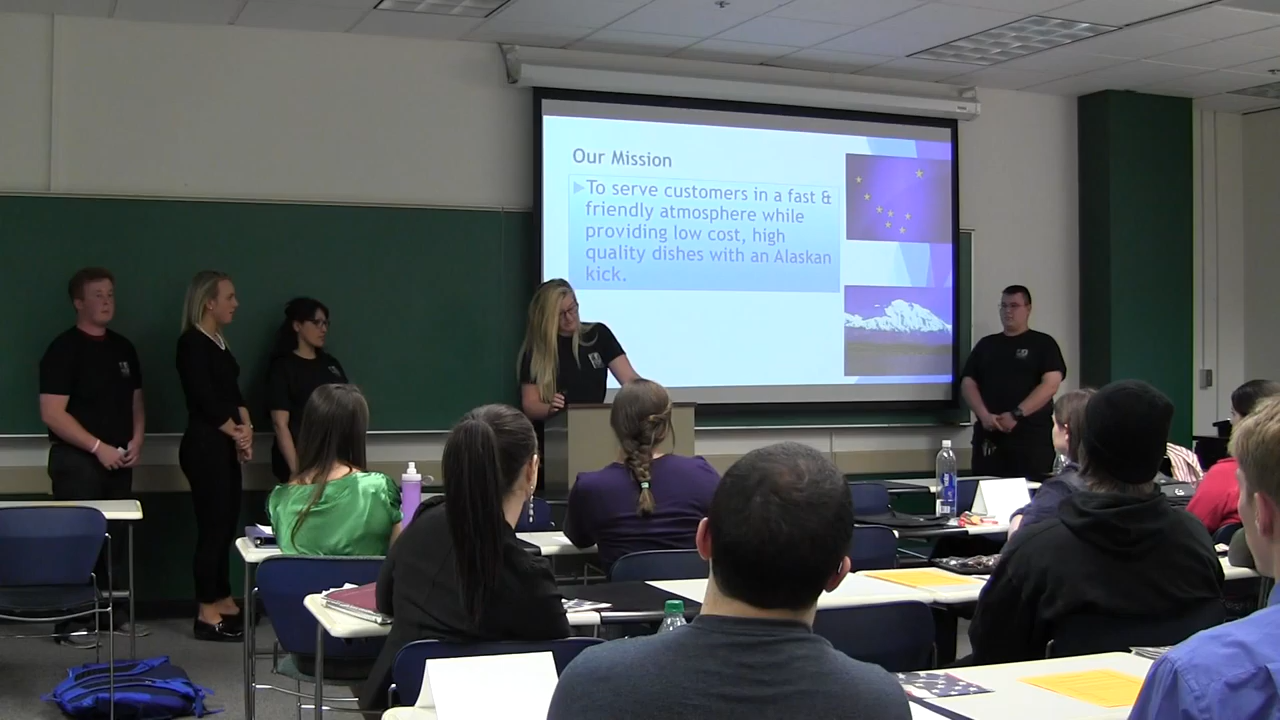 Our Mission
To serve customers in a fast &
friendly atmosphere while
providing low cost, high
quality dishes with an Alaskan
kick.